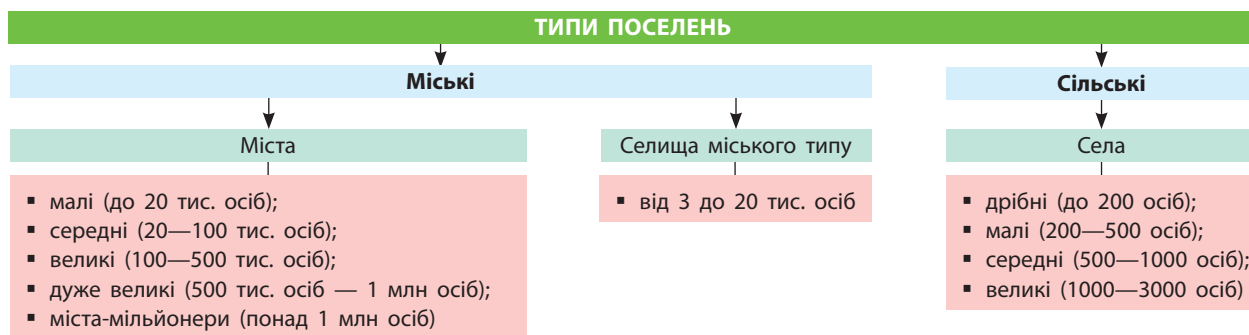 ТИПИ ПОСЕЛЕНЬ
Міські
Сільські
Міста
Селища міського типу
Села
▪ малі (до 20 тис. осіб);
▪ середні (20—100 тис. осіб);
▪ великі (100—500 тис. осіб);
▪ дуже великі (500 тис. осіб — 1 млн осіб);
▪ міста-мільйонери (понад 1 млн осіб)
▪ від 3 до 20 тис. осіб
▪ дрібні (до 200 осіб);
▪ малі (200—500 осіб);
▪ середні (500—1000 осіб);
▪ великі (1000—3000 осіб)